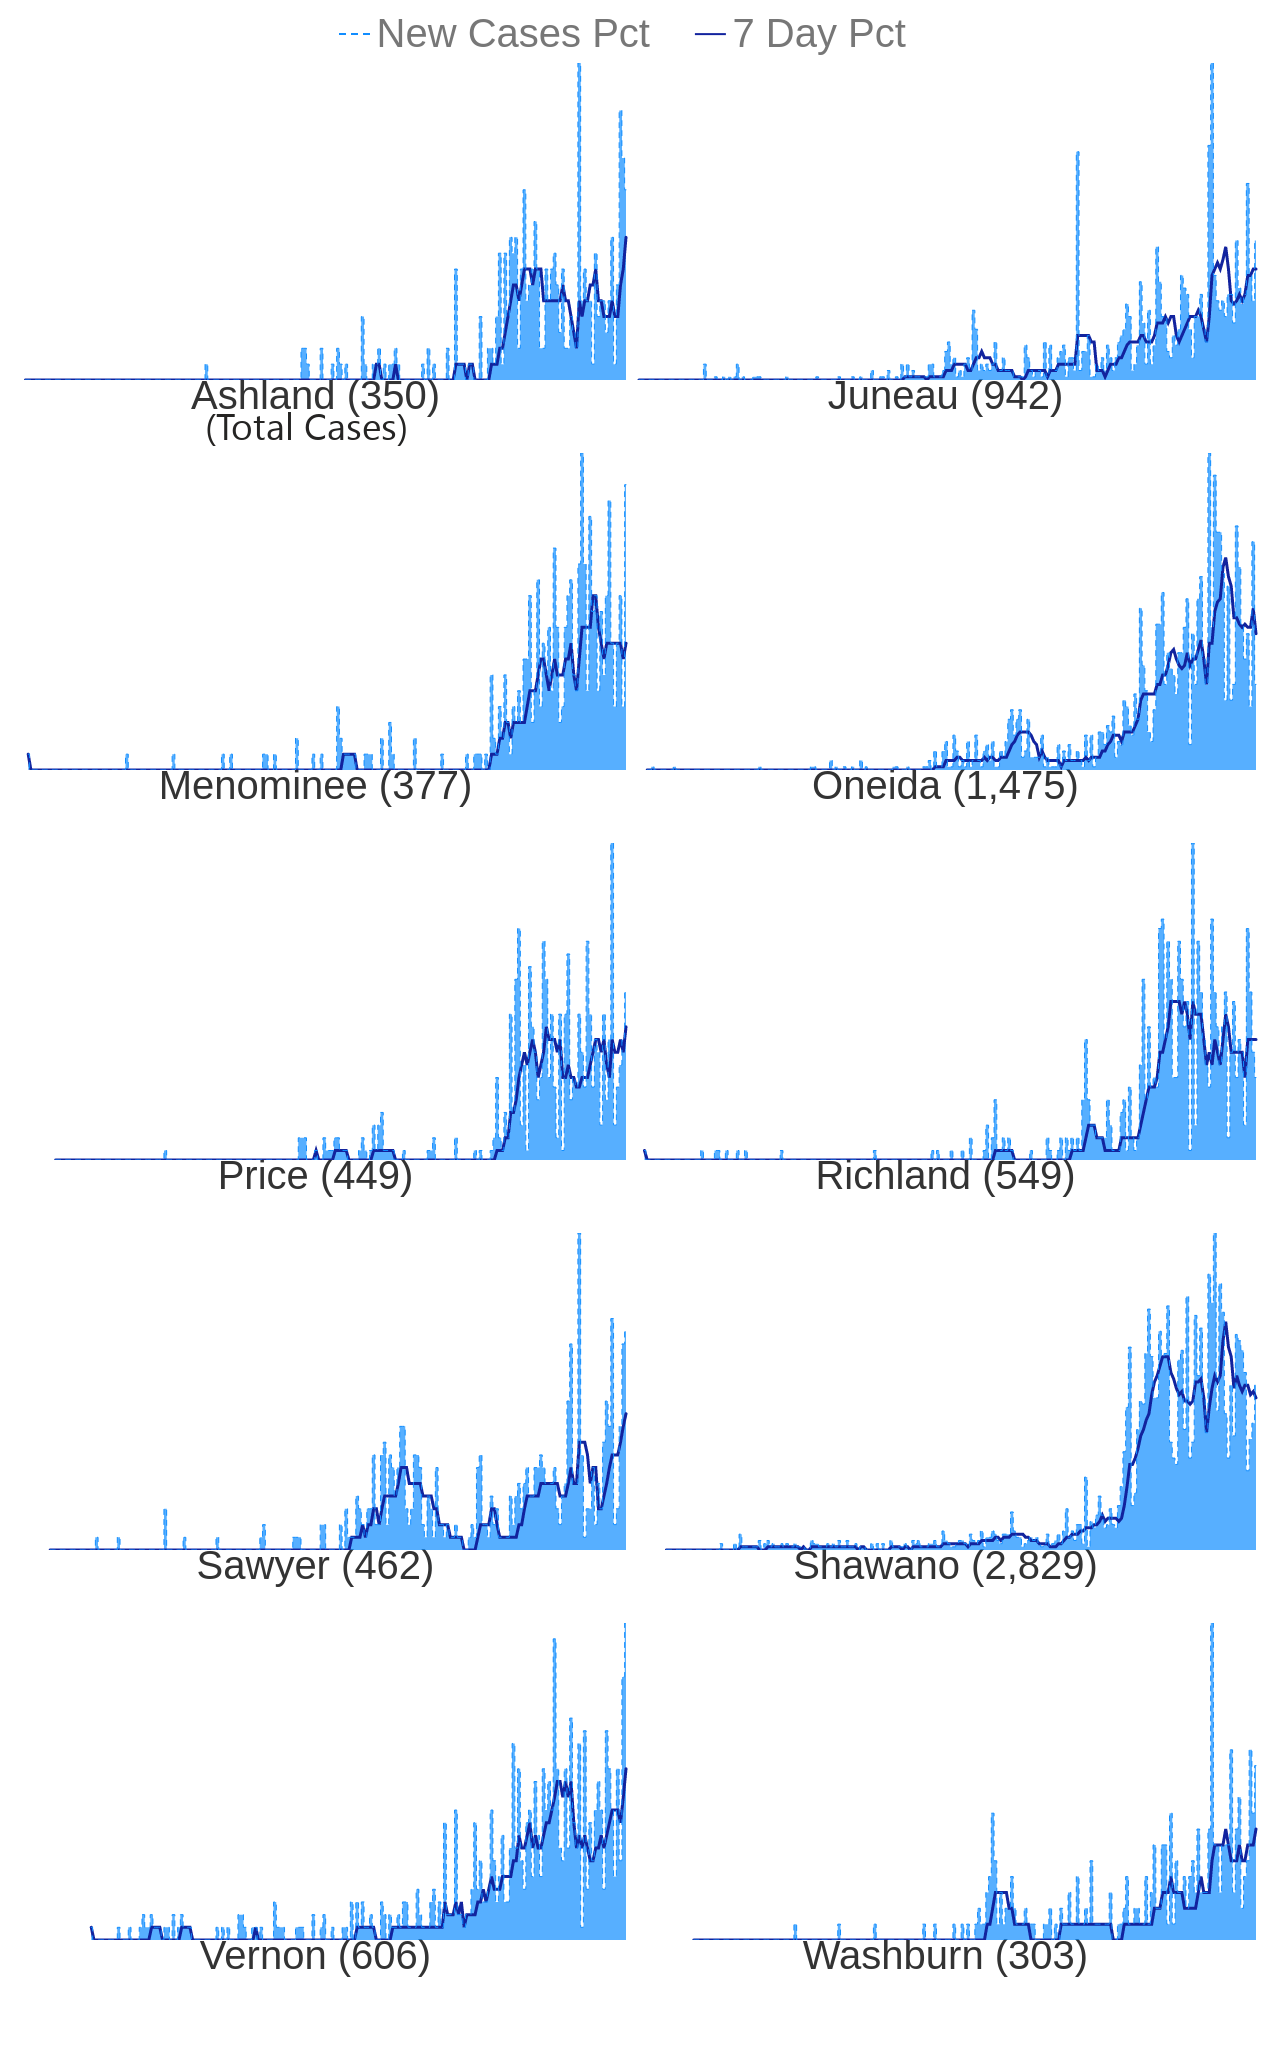 New Cases Pct 7 Day Pct
Ashland (350) Juneau (942)
(Total Cases)
Menominee (377) Oneida (1,475)
Price (449) Richland (549)
Sawyer (462) Shawano (2,829)
Vernon (606) Washburn (303)